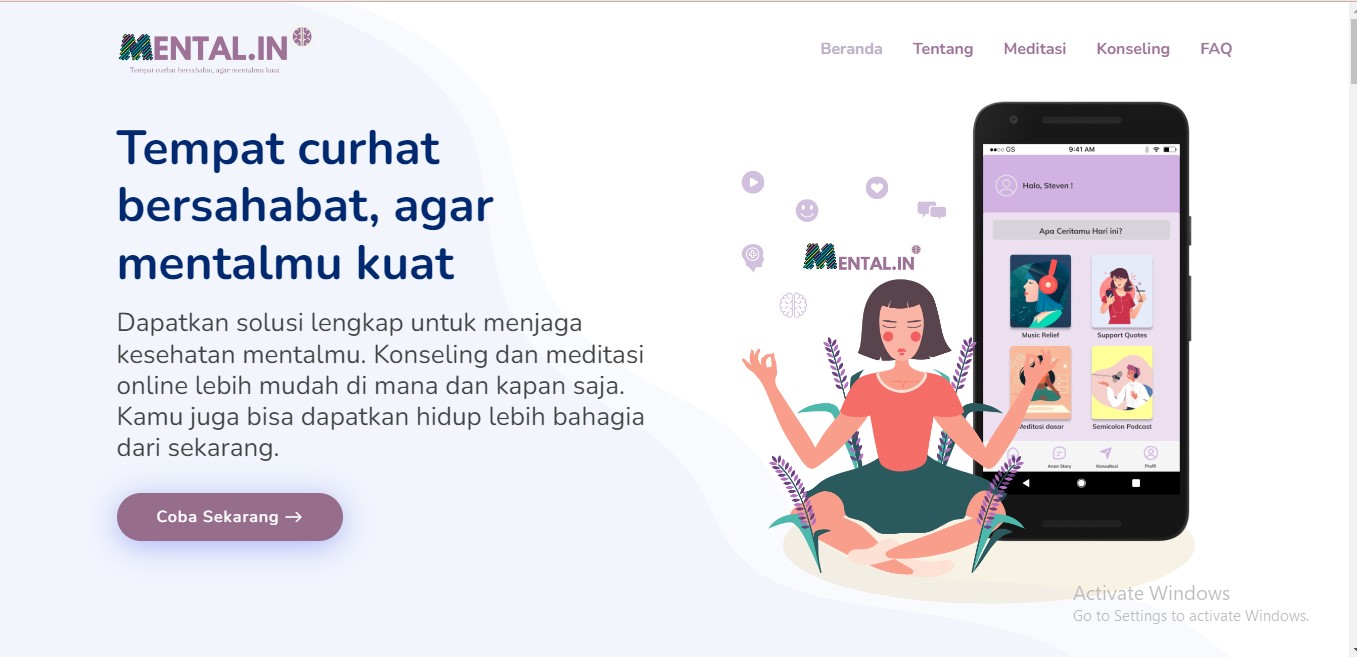 MENTAL.IN
Tempat curhat bersahabat, agar mentalmu kuat
Beranda
Tentang
Meditasi
Konseling
FAQ
Tempat curhat
bersahabat, agar
mentalmu kuat
Dapatkan solusi lengkap untuk menjaga
kesehatan mentalmu. Konseling dan meditasi
online lebih mudah di mana dan kapan saja.
Kamu juga bisa dapatkan hidup lebih bahagia
dari sekarang.
Coba Sekarang →
MENTAL.IN
GS
9:41 AM
Halo, Steven !
Apa Ceritamu Hari ini?
Music Relief
Support Quotes
Meditasi dasar
Semicolon Podcast
Anon Story
Konsultasi
Profil
Activate Windows
Go to Settings to activate Windows.